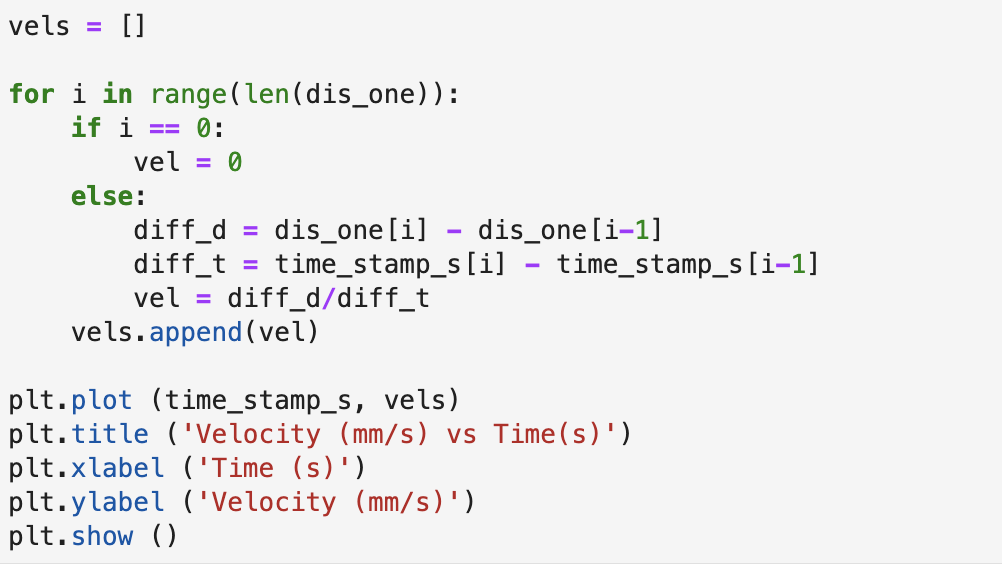 vels = []
for i in range(len(dis_one)):
    if i == 0:
        vel = 0
    else:
        diff_d = dis_one[i] - dis_one[i-1]
        diff_t = time_stamp_s[i] - time_stamp_s[i-1]
        vel = diff_d/diff_t
    vels.append(vel)
plt.plot (time_stamp_s, vels)
plt.title ('Velocity (mm/s) vs Time(s)')
plt.xlabel ('Time (s)')
plt.ylabel ('Velocity (mm/s)')
plt.show ()